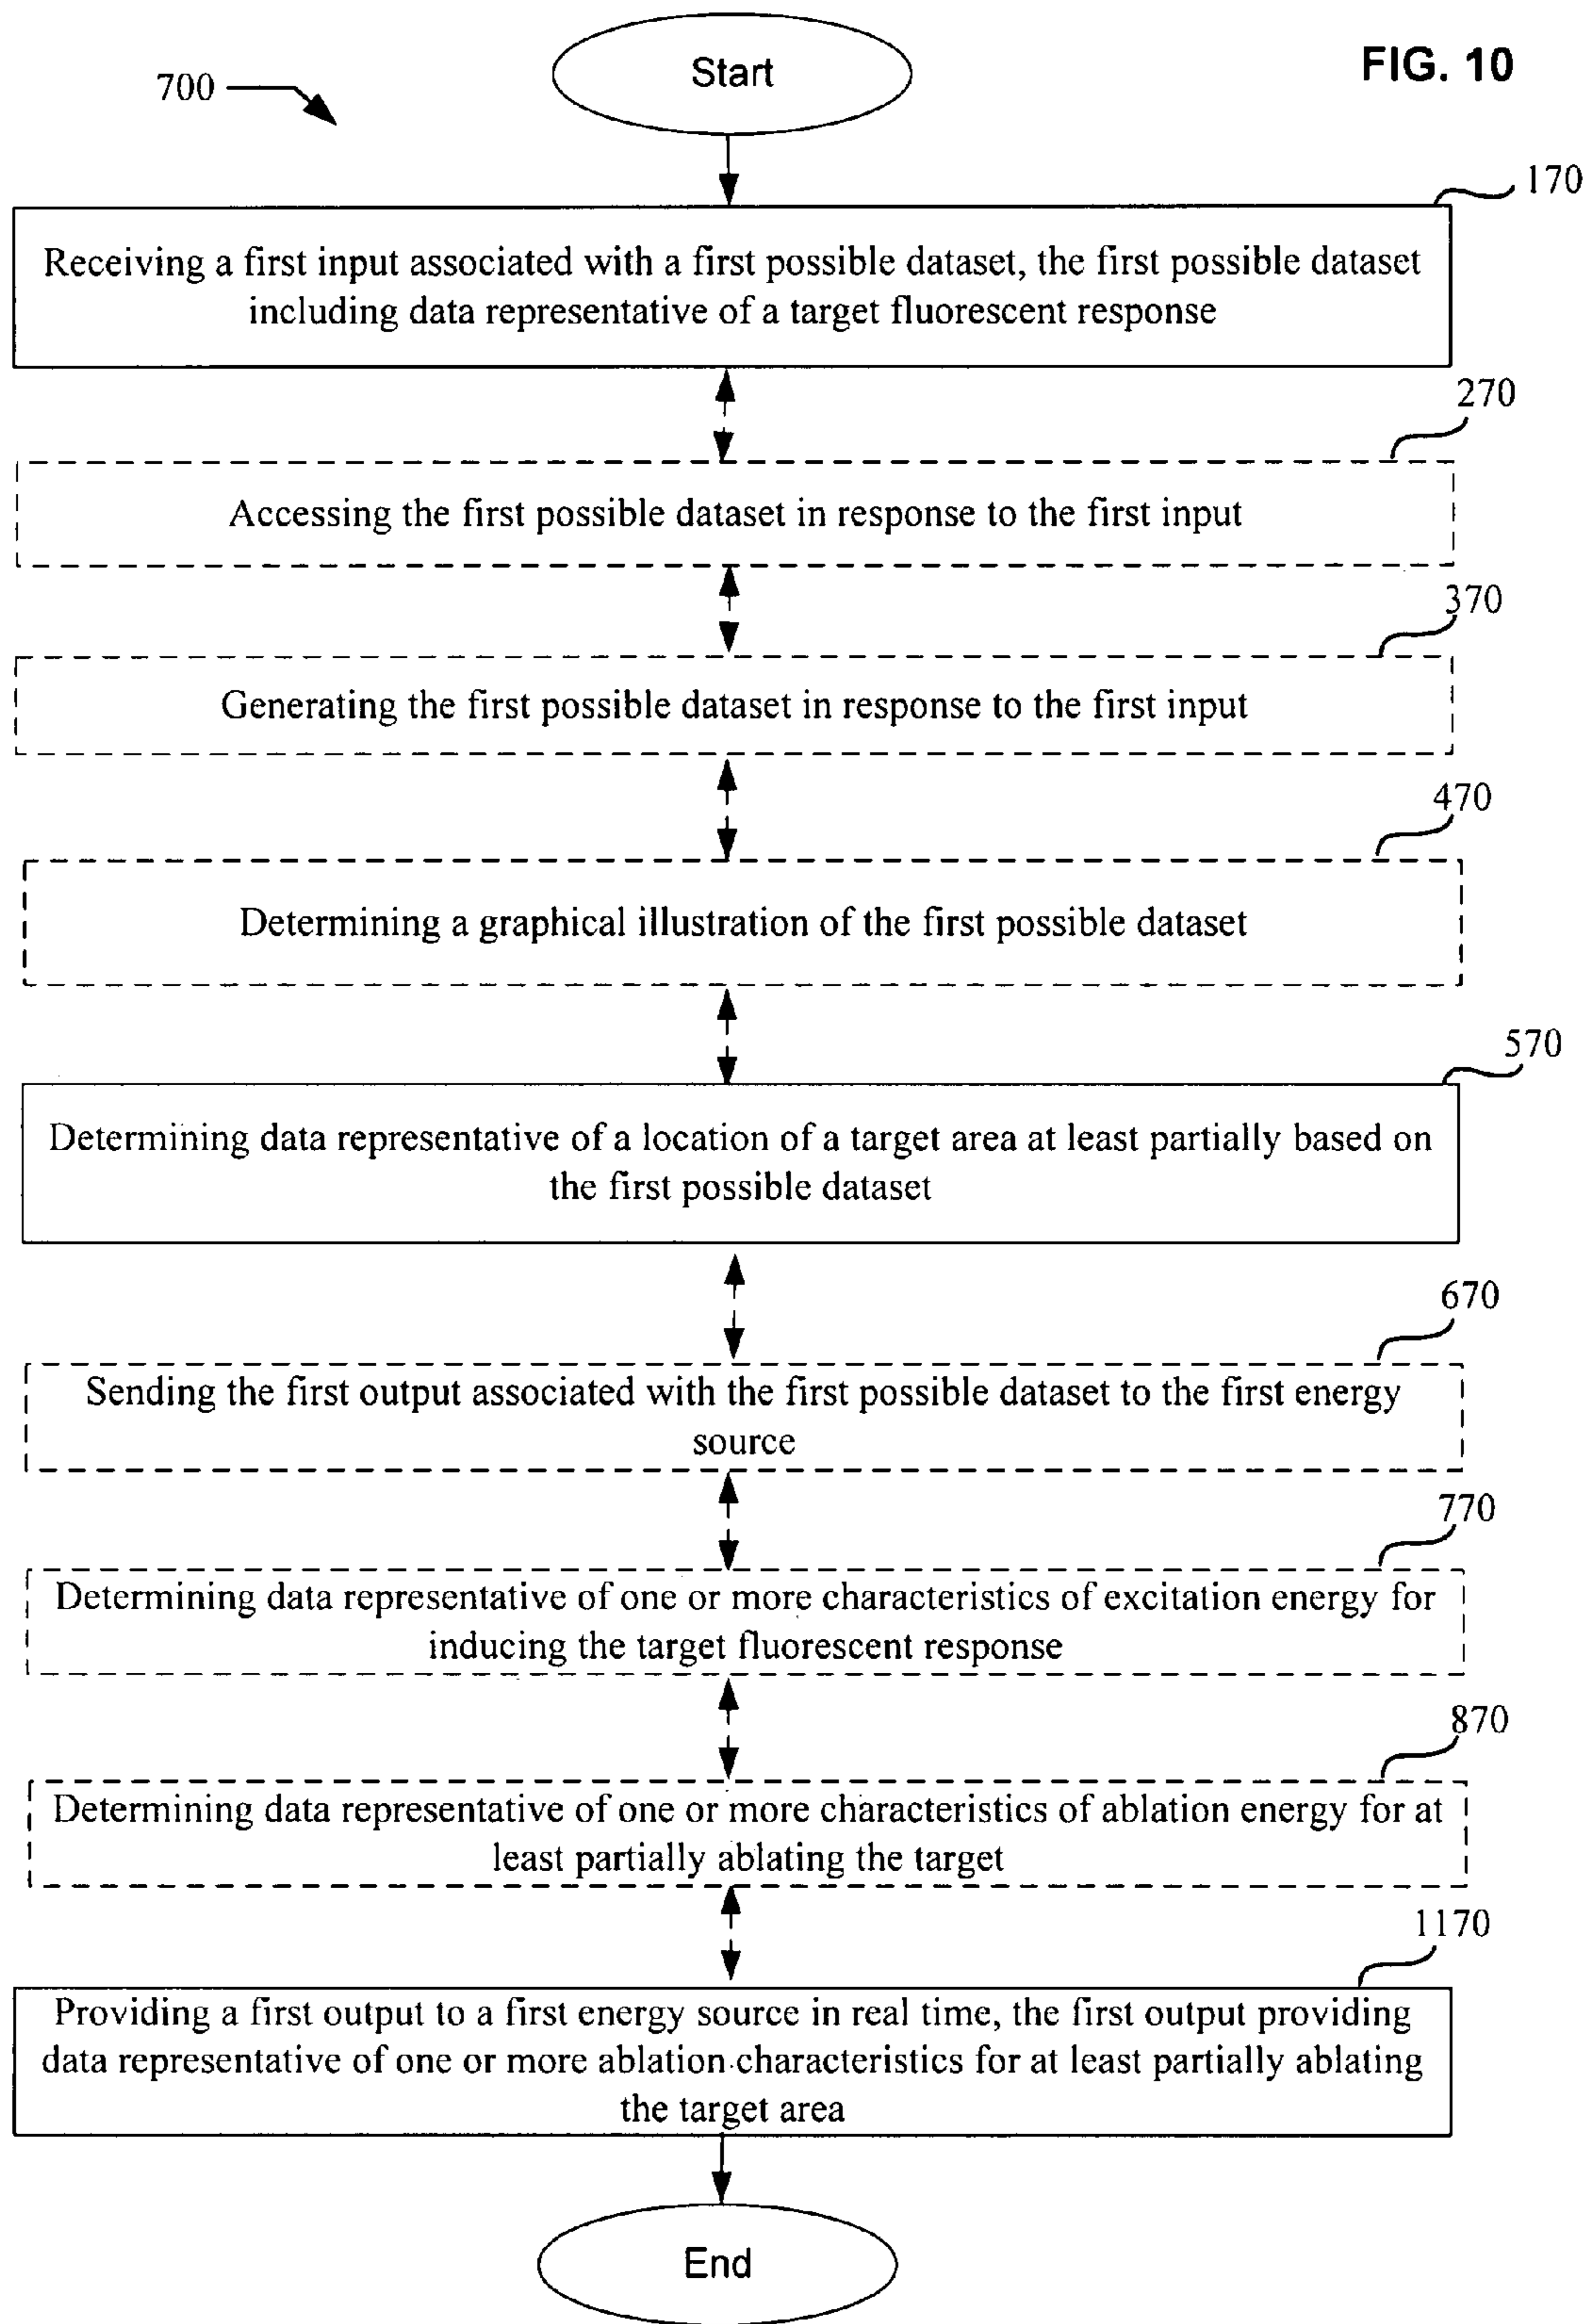 FIG. 10
700
Start
170
Receiving a first input associated with a first possible dataset, the first possible dataset
including data representative of a target fluorescent response
270
Accessing the first possible dataset in response to the first input
370
Generating the first possible dataset in response to the first input
470
Determining a graphical illustration of the first possible dataset
570
Determining data representative of a location of a target area at least partially based on
the first possible dataset
670
Sending the first output associated with the first possible dataset to the first energy
source
770
Determining data representative of one or more characteristics of excitation energy for
inducing the target fluorescent response
870
Determining data representative of one or more characteristics of ablation energy for at
least partially ablating the target
1170
Providing a first output to a first energy source in real time, the first output providing
data representative of one or more ablation characteristics for at least partially ablating
the target area
End